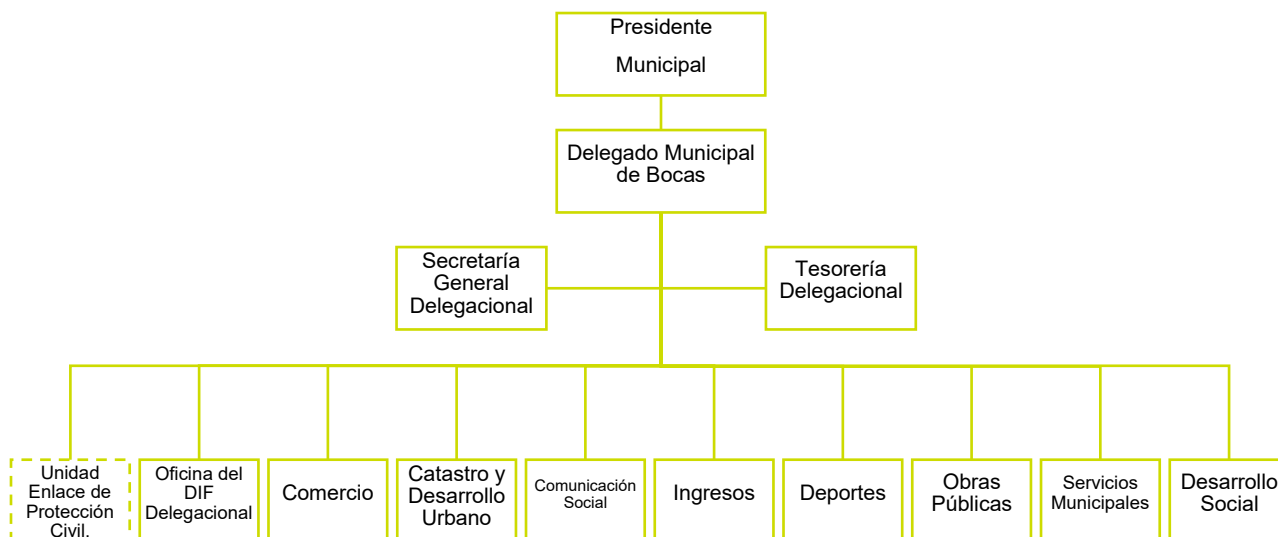 Presidente
Municipal
Delegado Municipal
de Bocas
Secretaría
General
Delegacional
Tesorería
Delegacional
Unidad
Enlace de
Protección
Civil.
Oficina del
DIF
Delegacional
Comercio
Catastro y
Desarrollo
Urbano
Comunicación
Social
Ingresos
Deportes
Obras
Públicas
Servicios
Municipales
Desarrollo
Social